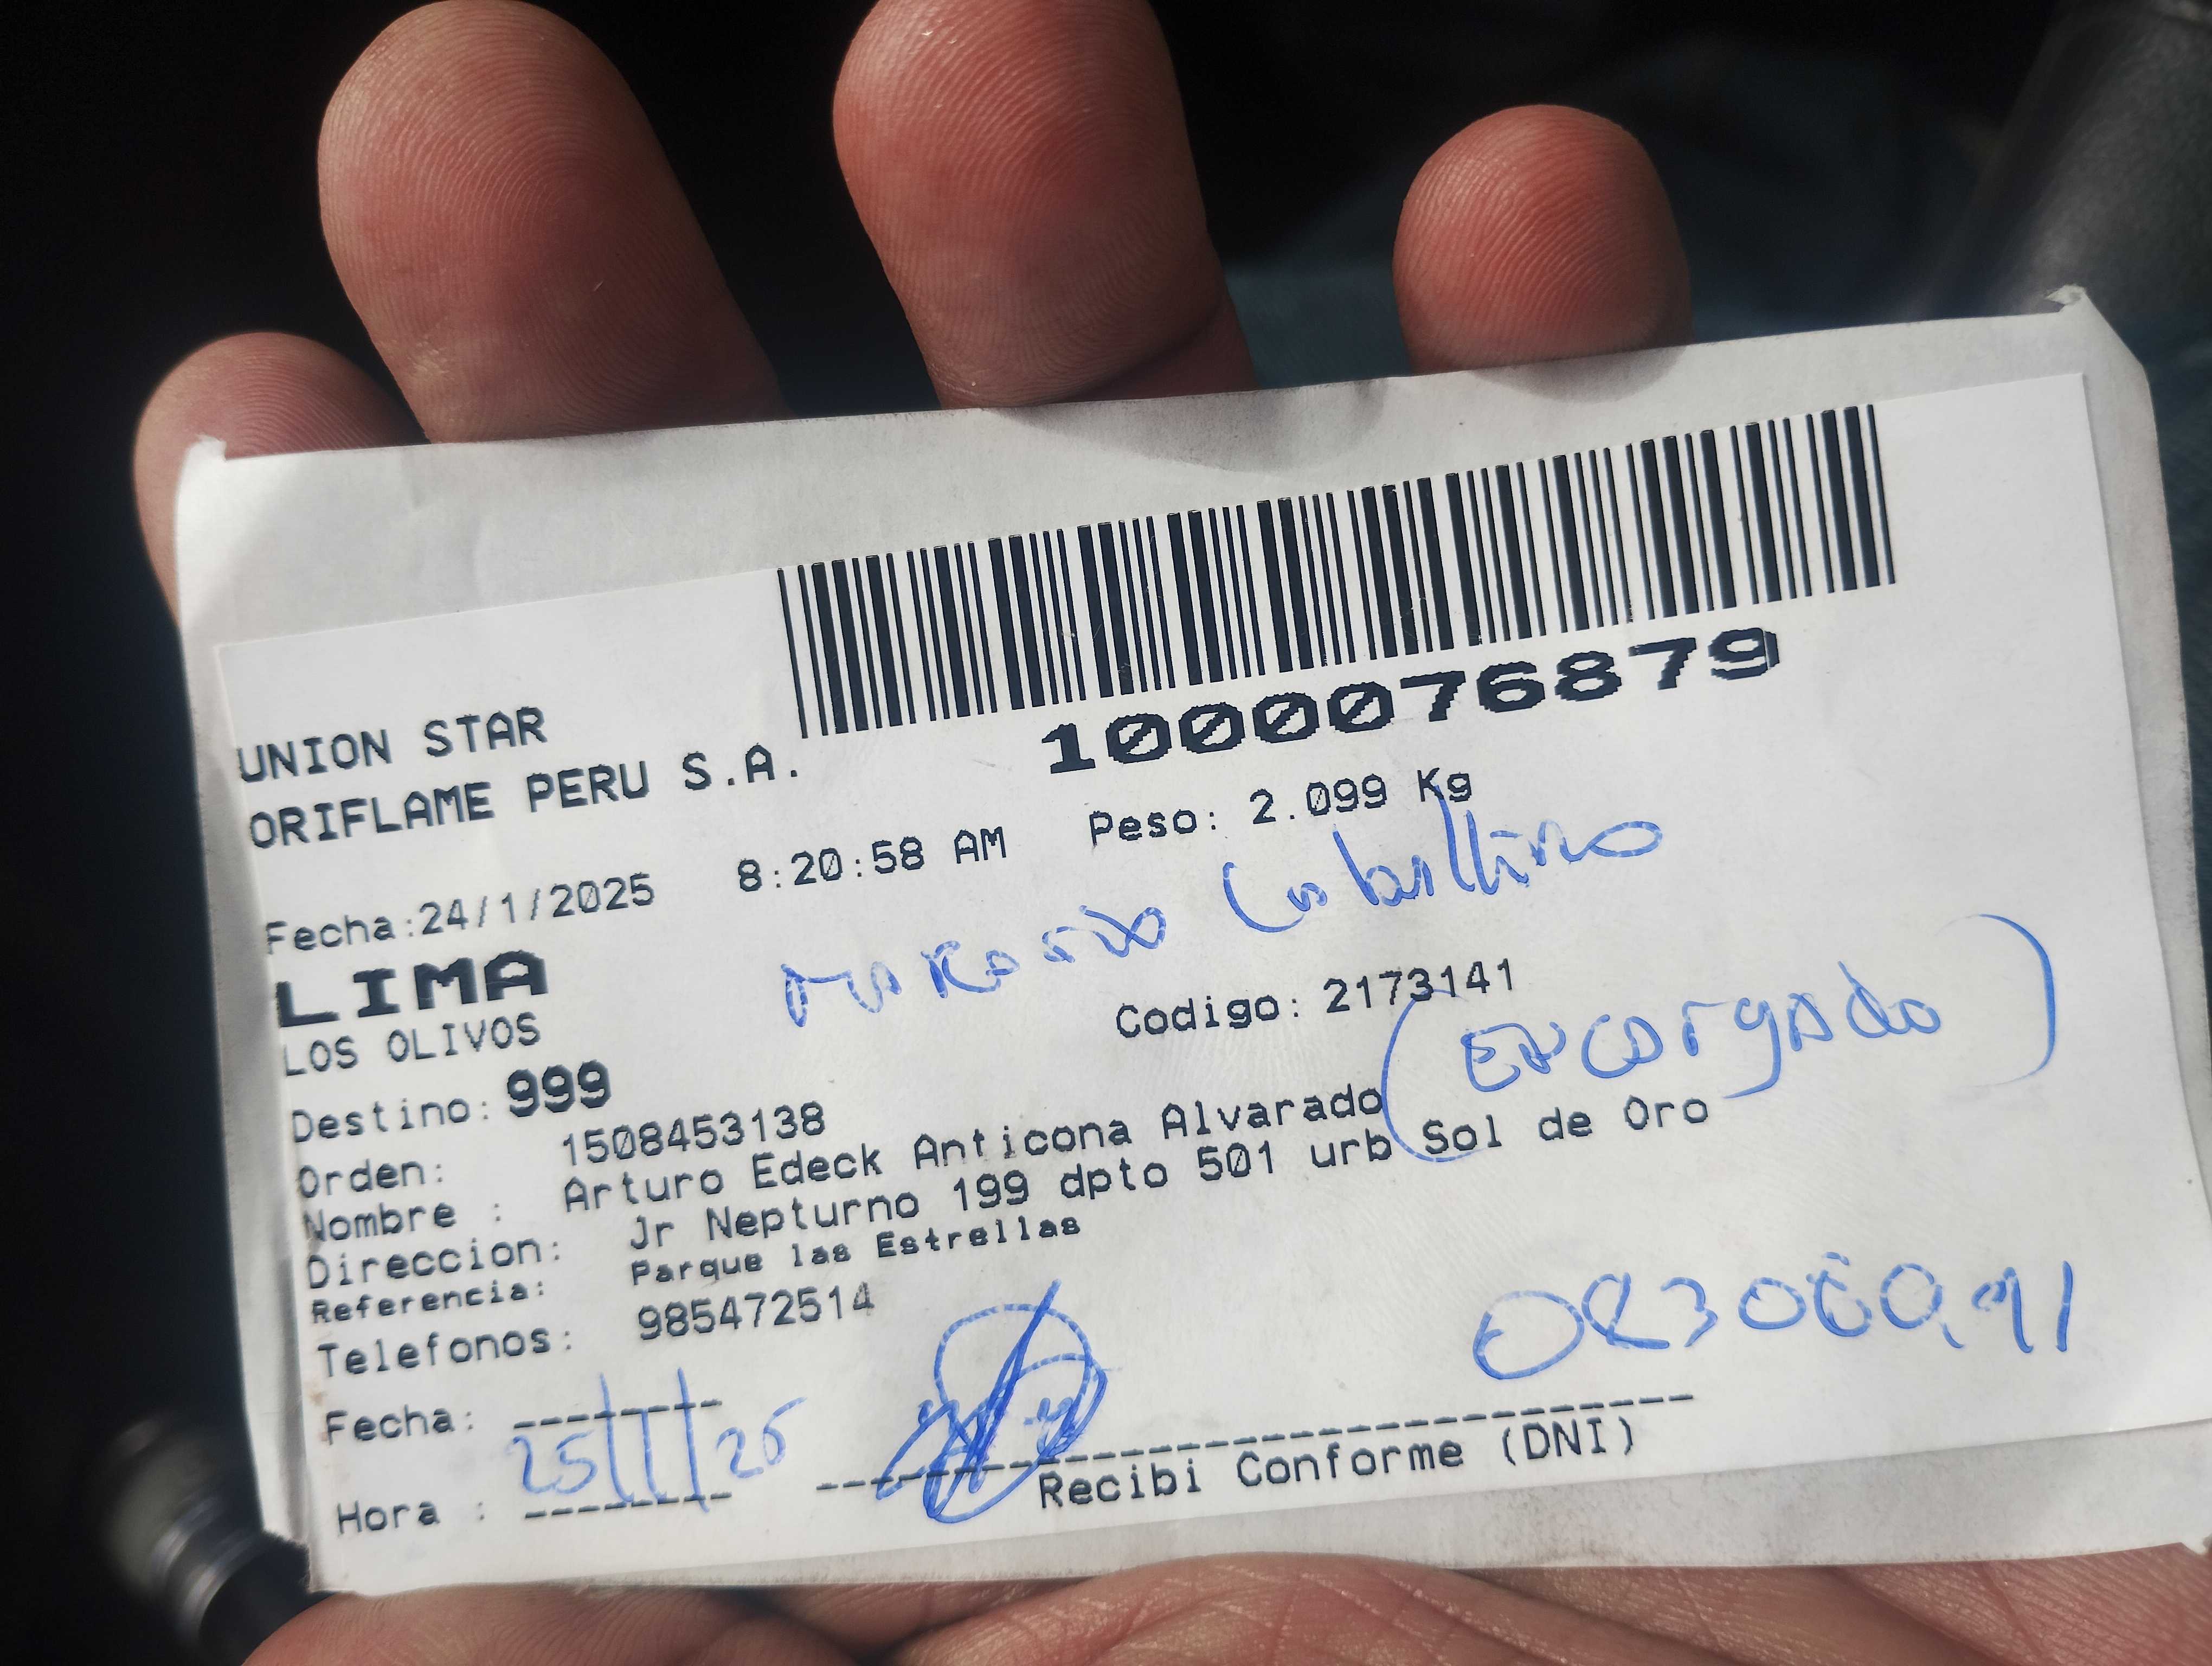 1000076879
UNION STAR
ORIFLAME PERU S.A.
Fecha:24/1/2025 8:20:58 AM Peso: 2.099 Kg
LIMA
LOS OLIVOS
Codigo: 2173141
(Encargado)
Destino: 999
Orden: 1508453138
Nombre : Arturo Edeck Anticona Alvarado
Direccion: Jr Nepturno 199 dpto 501 urb Sol de Oro
Referencia: Parque las Estrellas
Telefonos: 985472514
Fecha:
Hora : 25/1/25
Recibi Conforme (DNI)